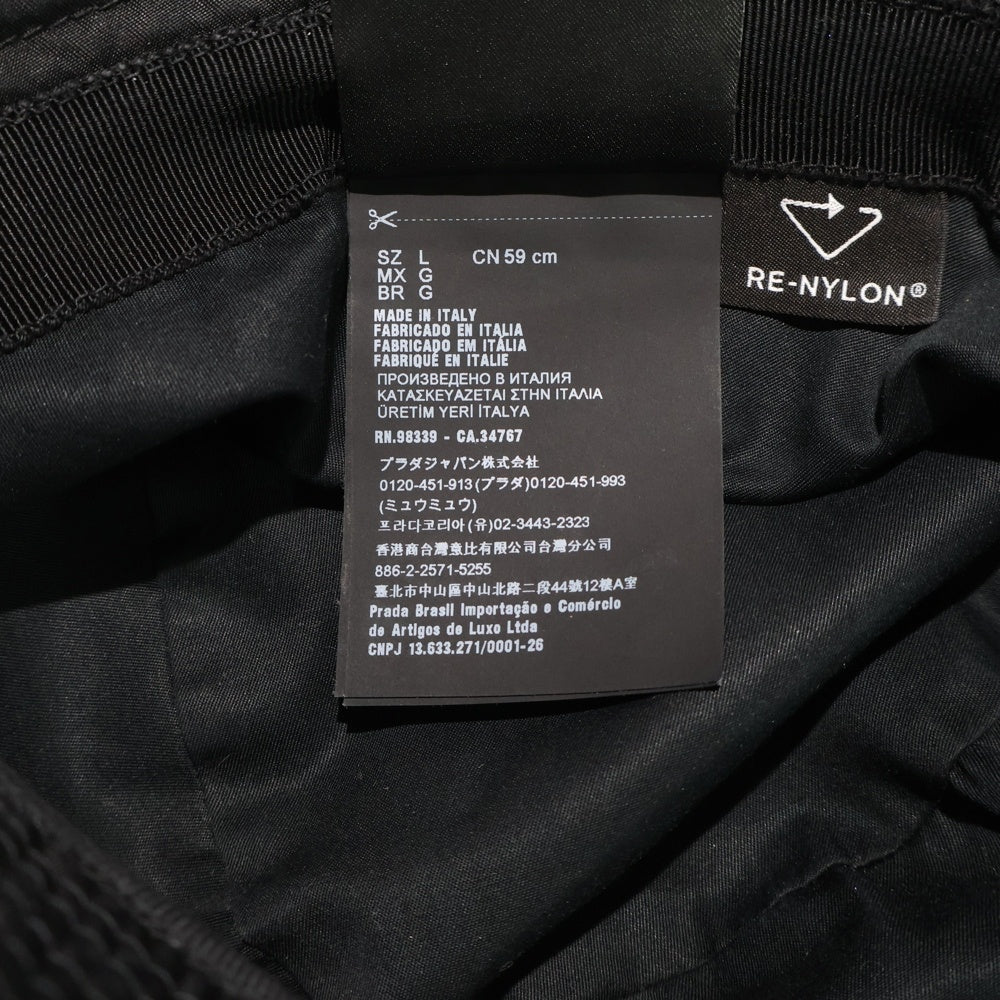 SZ L CN 59 cm
MX G
BR G
MADE IN ITALY
FABRICADO EN ITALIA
FABRICADO EM ITÁLIA
FABRIQUÉ EN ITALIE
ПРОИЗВЕДЕНО В ИТАЛИЯ
ΚΑΤΑΣΚΕΥΑΖΕΤΑΙ ΣΤΗΝ ΙΤΑΛΙΑ
ÜRETİM YERİ İTALYA
RN.98339 - CA.34767
プラダジャパン株式会社
0120-451-913(プラダ)0120-451-993
(ミュウミュウ)
프라다코리아(유)02-3443-2323
香港商台灣意比有限公司台灣分公司
886-2-2571-5255
臺北市中山區中山北路二段44號12樓A室
Prada Brasil Importação e Comércio
de Artigos de Luxo Ltda
CNPJ 13.633.271/0001-26
RE-NYLON®